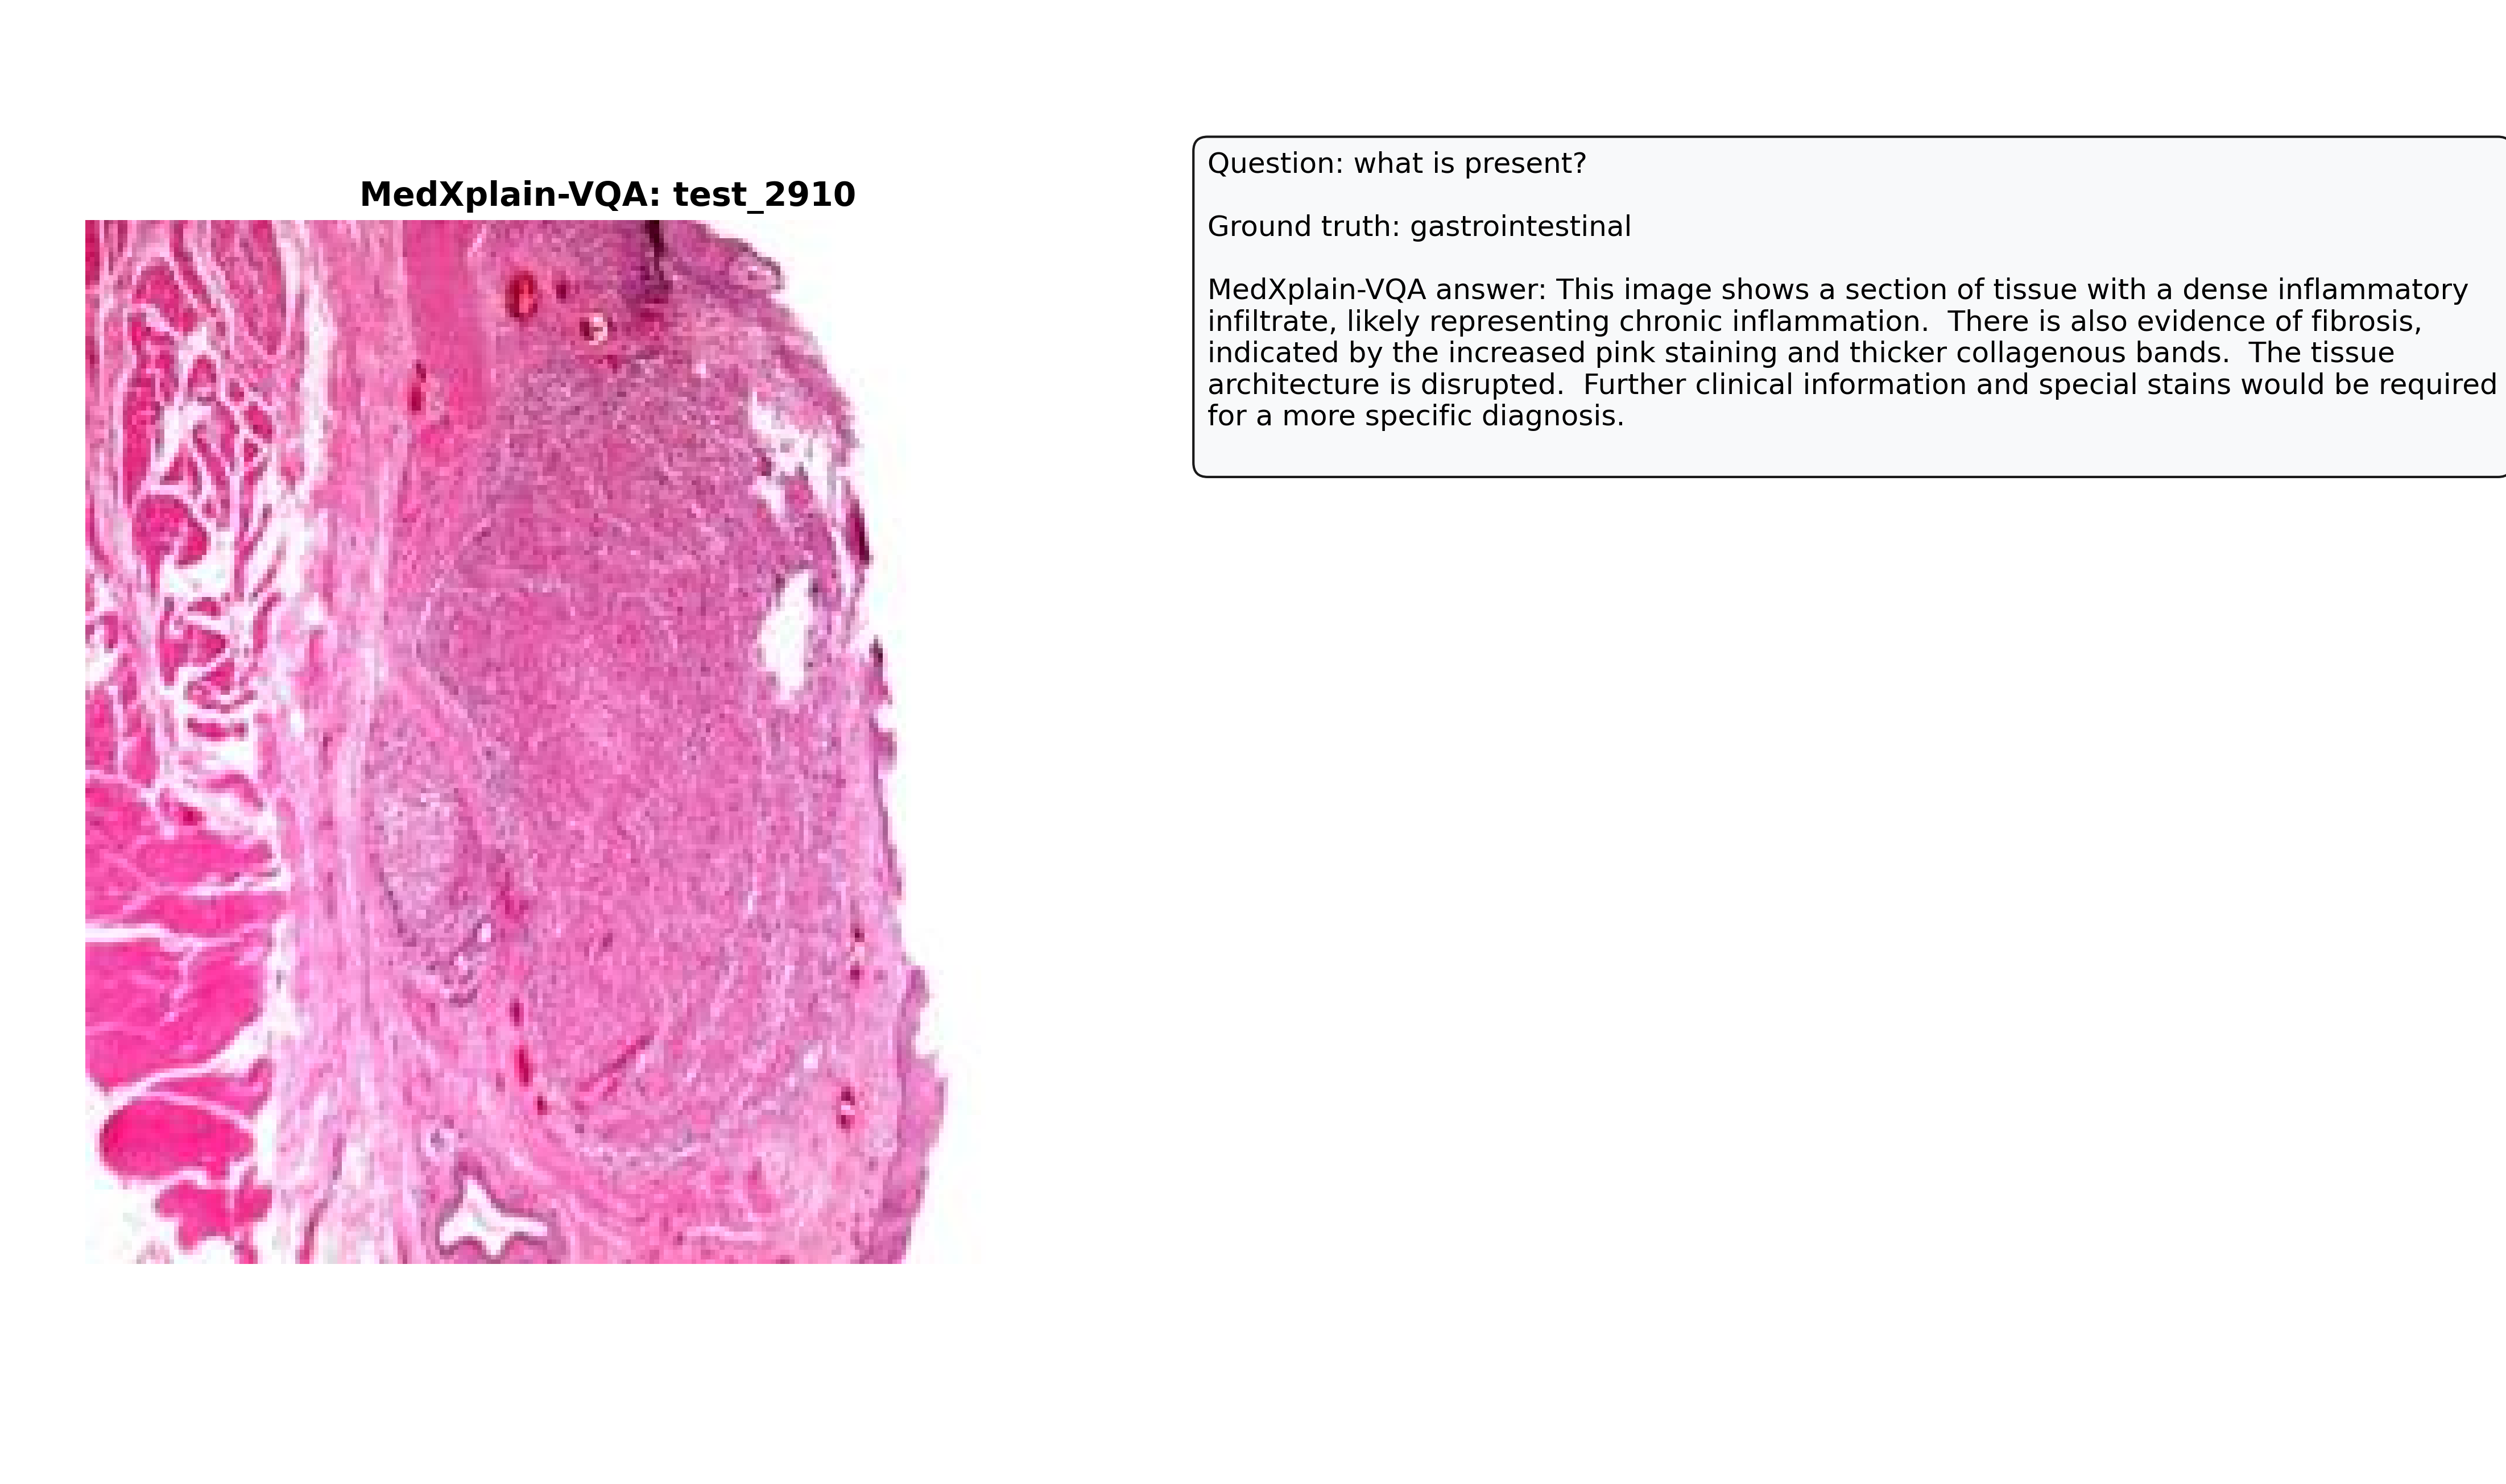 MedXplain-VQA: test_2910
Question: what is present?
Ground truth: gastrointestinal
MedXplain-VQA answer: This image shows a section of tissue with a dense inflammatory
infiltrate, likely representing chronic inflammation.  There is also evidence of fibrosis,
indicated by the increased pink staining and thicker collagenous bands.  The tissue
architecture is disrupted.  Further clinical information and special stains would be required
for a more specific diagnosis.